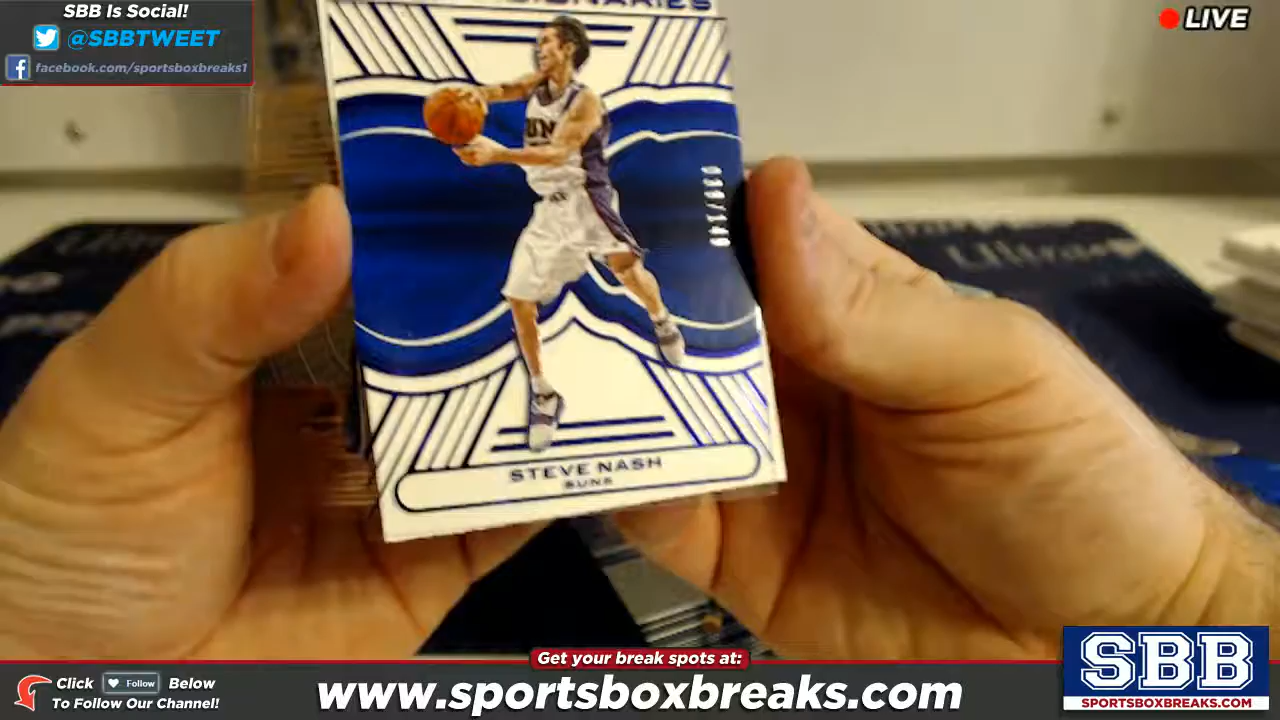 SBB Is Social!
@SBBTWEET
facebook.com/sportsboxbreaks1
LIVE
SUN
STEVE NASH
SUNS
Get your break spots at:
Click Follow Below
To Follow Our Channel!
www.sportsboxbreaks.com
SBB
SPORTSBOXBREAKS.COM